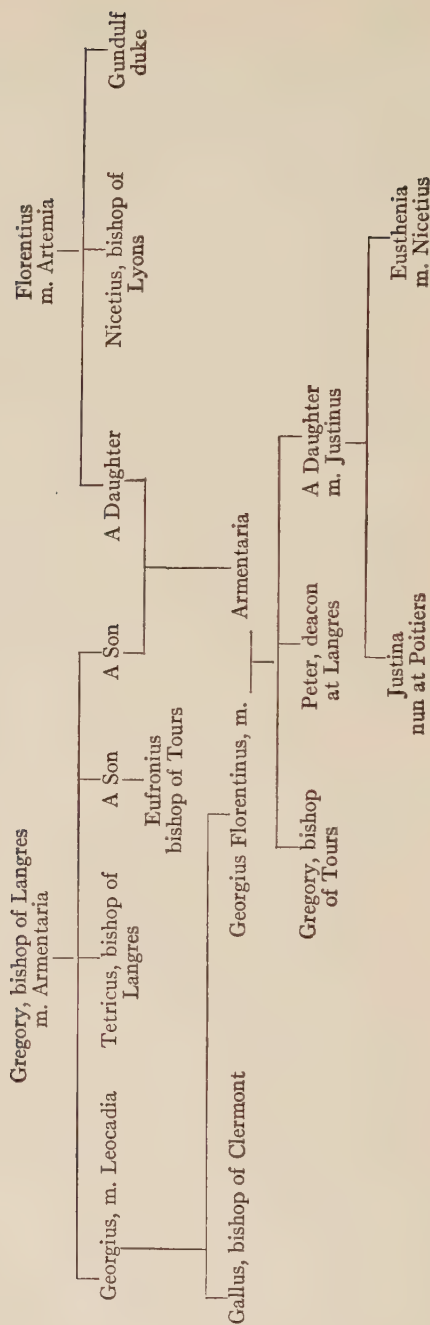 Gregory, bishop of Langres
m. Armentaria
Florentius
m. Artemia
Georgius, m. Leocadia
Tetricus, bishop of
Langres
A Son
A Son
A Daughter
Nicetius, bishop of
Lyons
Gundulf
duke
Eufronius
bishop of Tours
Gallus, bishop of Clermont
Georgius Florentinus, m.
Armentaria
Gregory, bishop
of Tours
Peter, deacon
at Langres
A Daughter
m. Justinus
Justina
nun at Poitiers
Eusthenia
m. Nicetius